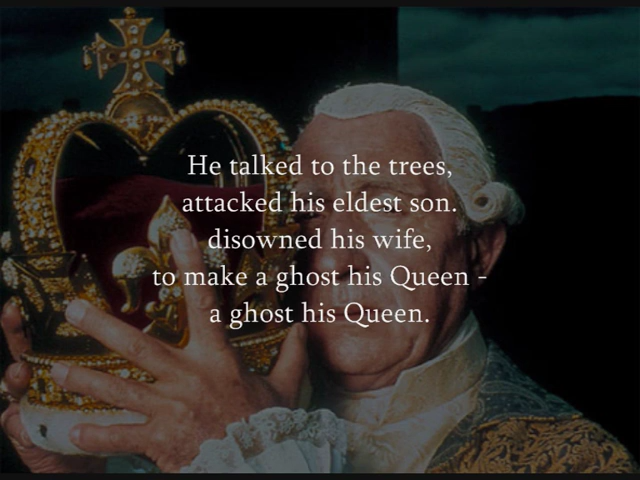 He talked to the trees,
attacked his eldest son.
disowned his wife,
to make a ghost his Queen -
a ghost his Queen.